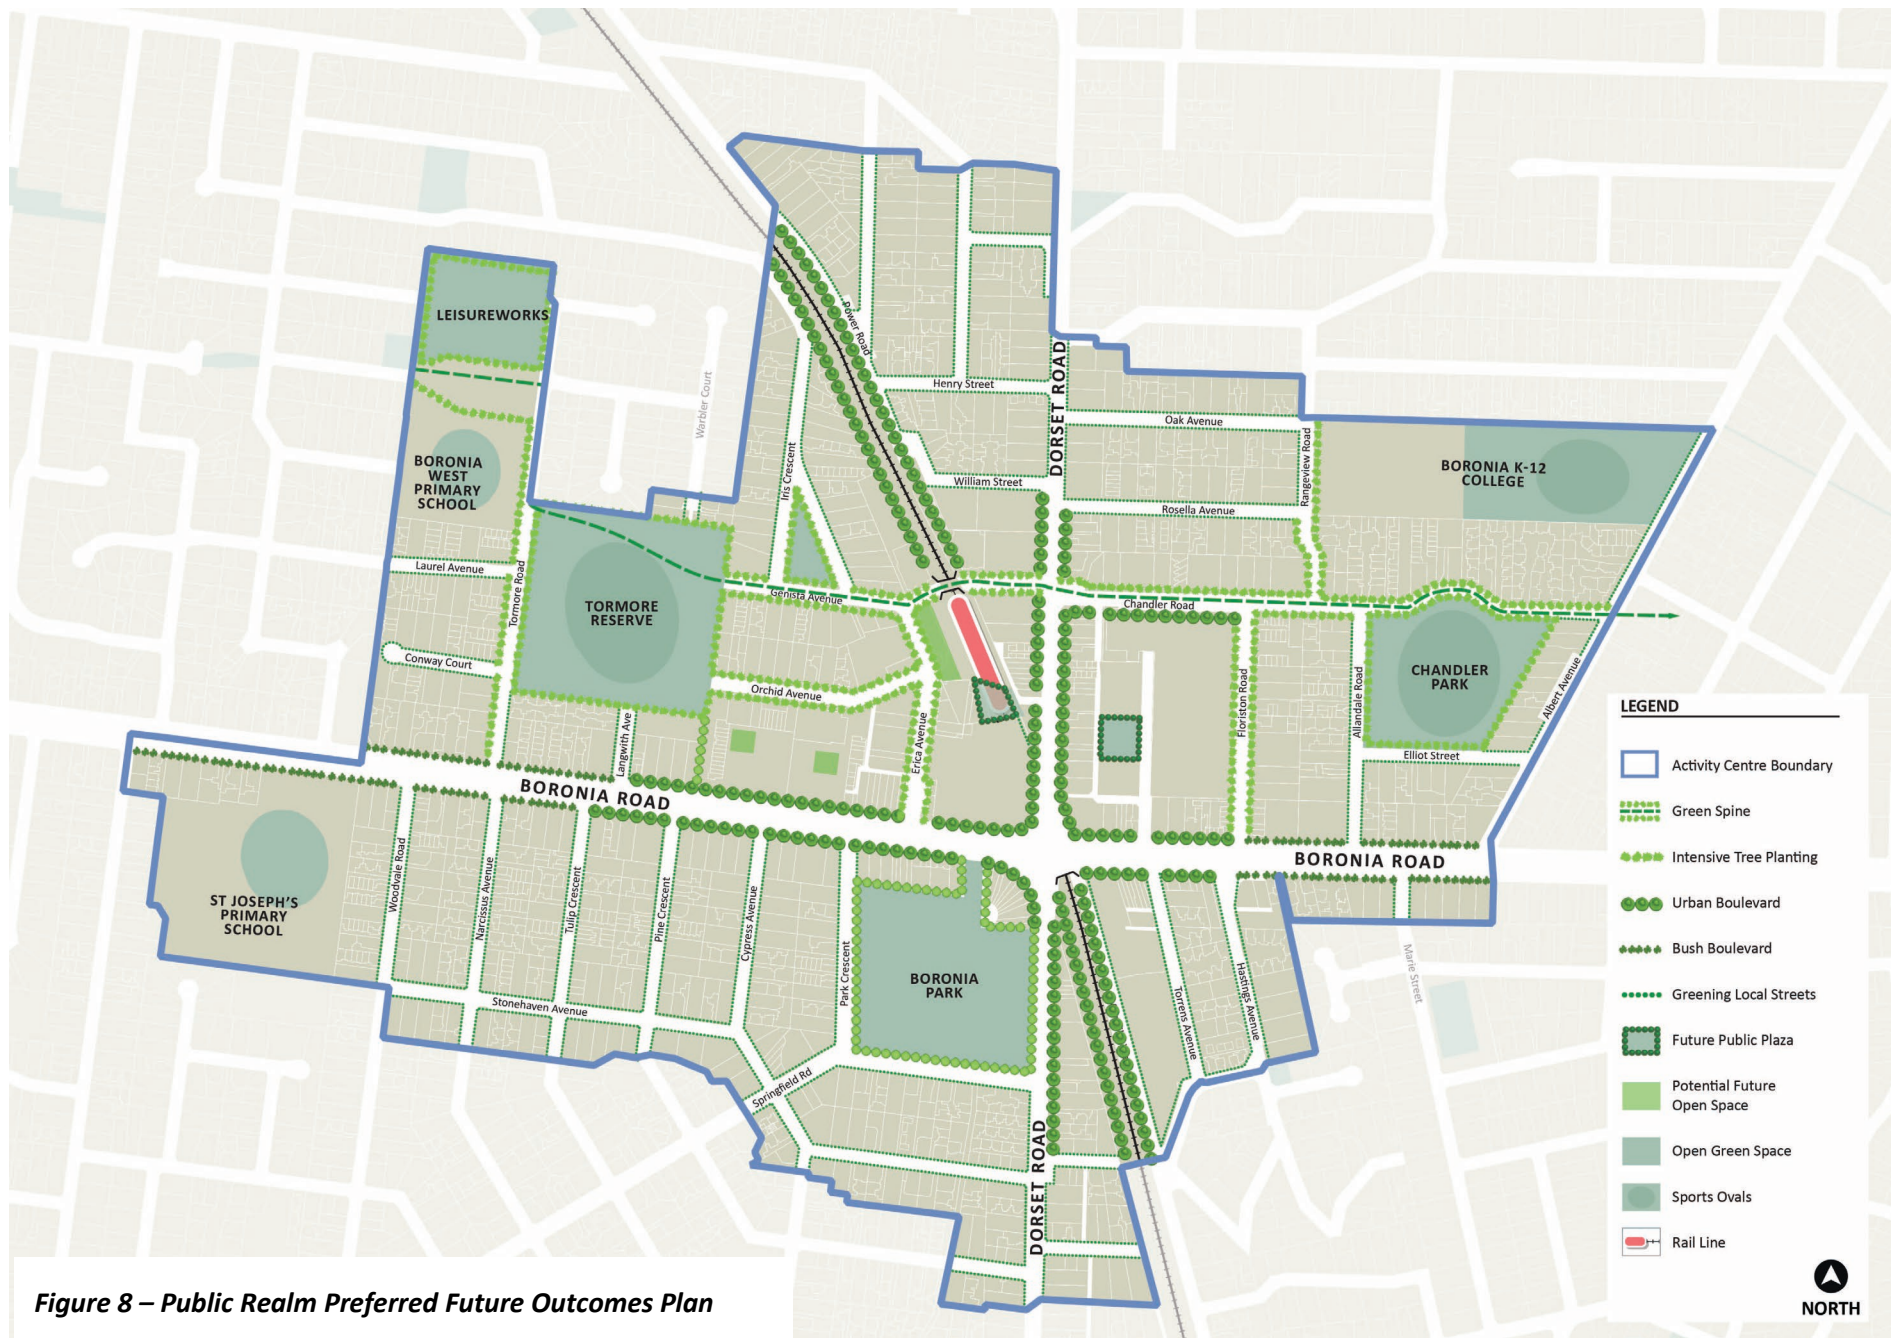 Power Road
LEISUREWORKS
DORSET ROAD
Henry Street
Warbler Court
Oak Avenue
Rangeview Road
BORONIA
WEST
PRIMARY
SCHOOL
Iris Crescent
William Street
BORONIA K-12
COLLEGE
Rosella Avenue
Laurel Avenue
Tormore Road
TORMORE
RESERVE
Genista Avenue
Chandler Road
Conway Court
Orchid Avenue
CHANDLER
PARK
Albert Avenue
Floriston Road
Allandale Road
Langwith Ave
Erica Avenue
Elliot Street
BORONIA ROAD
BORONIA ROAD
ST JOSEPH'S
PRIMARY
SCHOOL
Woodvale Road
Narcissus Avenue
Tulip Crescent
Pine Crescent
Cypress Avenue
Park Crescent
BORONIA
PARK
Stonehaven Avenue
Springfield Rd
Torrens Avenue
Hastings Avenue
Marie Street
DORSET ROAD
LEGEND
Activity Centre Boundary
Green Spine
Intensive Tree Planting
Urban Boulevard
Bush Boulevard
Greening Local Streets
Future Public Plaza
Potential Future
Open Space
Open Green Space
Sports Ovals
Rail Line
NORTH
Figure 8 – Public Realm Preferred Future Outcomes Plan